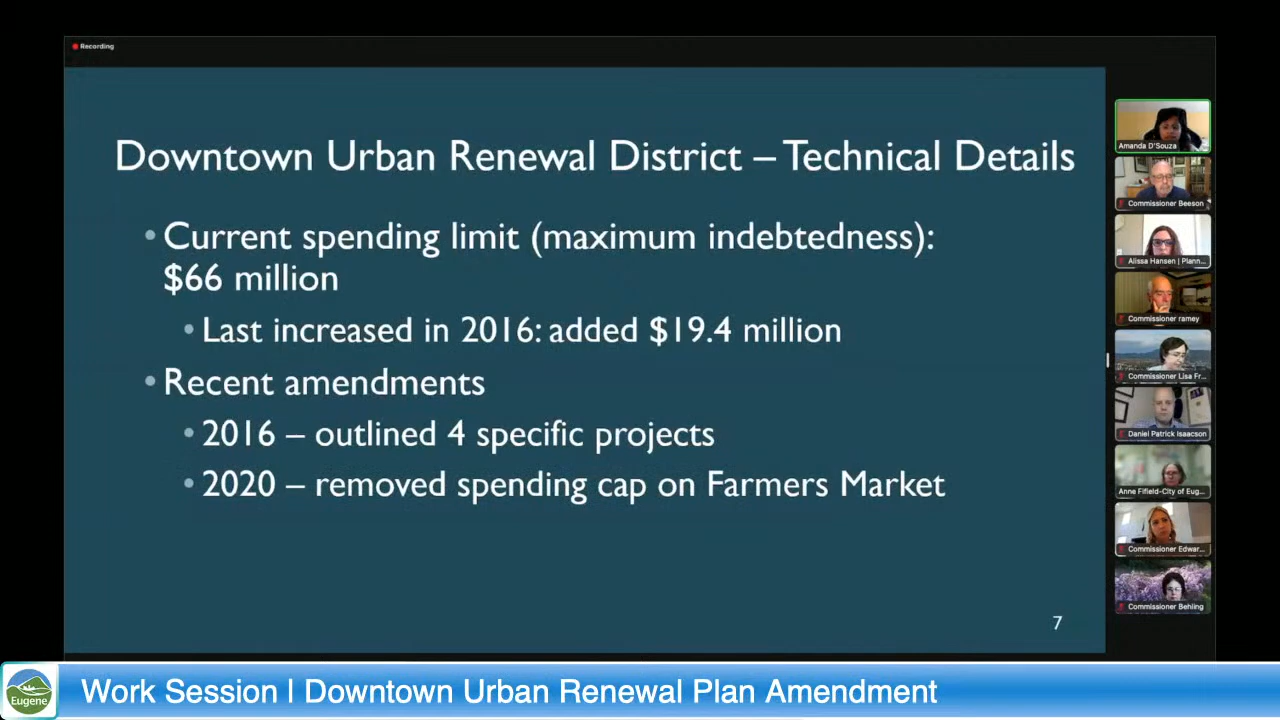 Recording
Downtown Urban Renewal District – Technical Details
• Current spending limit (maximum indebtedness):
$66 million
• Last increased in 2016: added $19.4 million
• Recent amendments
• 2016 – outlined 4 specific projects
• 2020 – removed spending cap on Farmers Market
7
Amanda D'Souza
Commissioner Beeson
Alissa Hansen | Plann...
Commissioner ramey
Commissioner Lisa Fr...
Daniel Patrick Isaacson
Anne Fifield-City of Eug...
Commissioner Edwar...
Commissioner Behling
Eugene
Work Session | Downtown Urban Renewal Plan Amendment